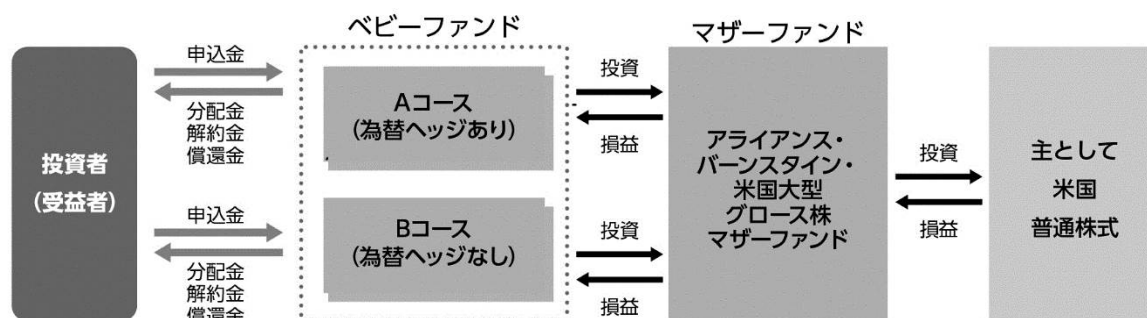 ベビーファンド
マザーファンド
投資者
(受益者)
申込金
分配金
解約金
償還金
申込金
分配金
解約金
償還金
Aコース
(為替ヘッジあり)
Bコース
(為替ヘッジなし)
投資
損益
投資
損益
アライアンス・
バーンスタイン・
米国大型
グロース株
マザーファンド
投資
損益
主として
米国
普通株式